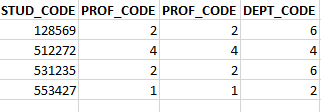 STUD_CODE PROF_CODE PROF_CODE DEPT_CODE
128569 2 2 6
512272 4 4 4
531235 2 2 6
553427 1 1 2